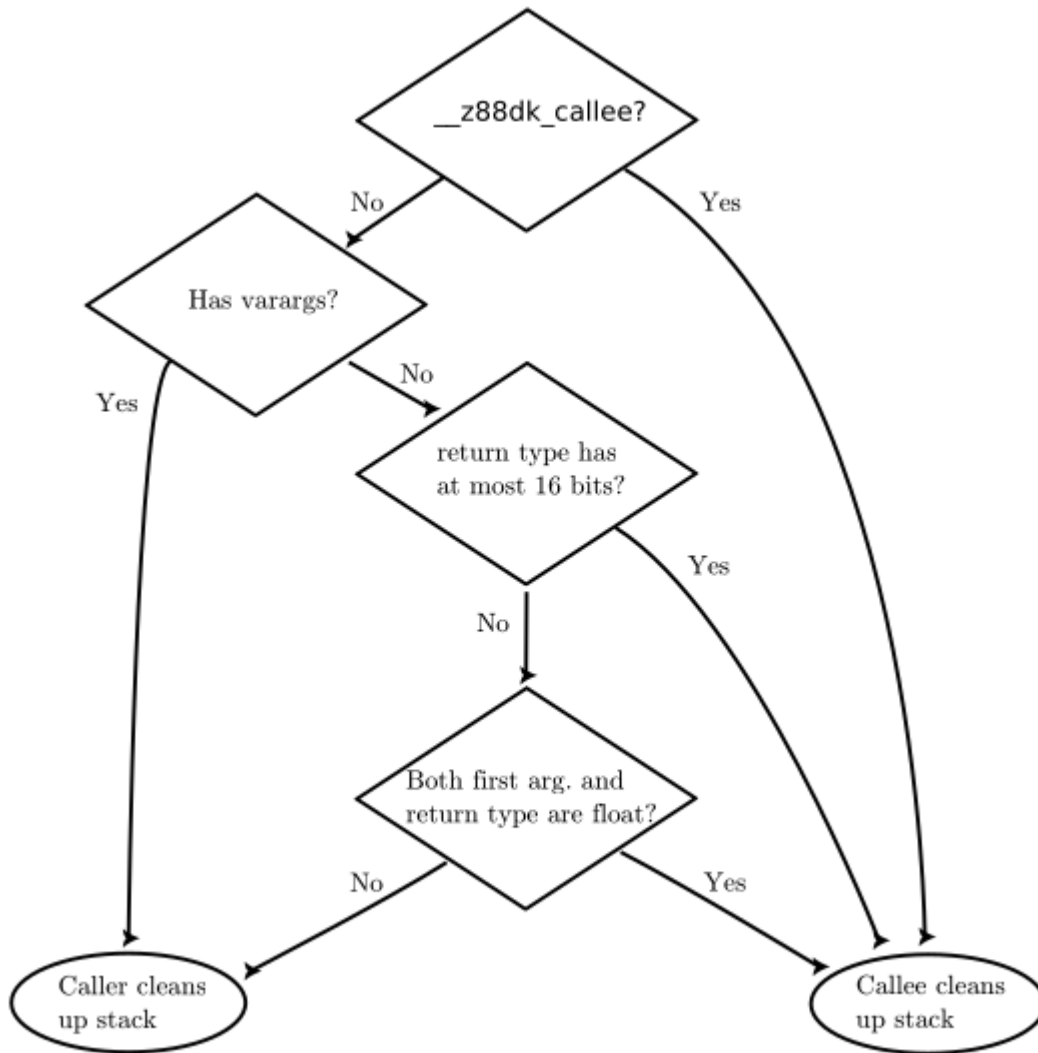 __z88dk_callee?
No
Yes
Has varargs?
Yes
No
return type has
at most 16 bits?
Yes
No
Both first arg. and
return type are float?
No
Yes
Caller cleans
up stack
Callee cleans
up stack